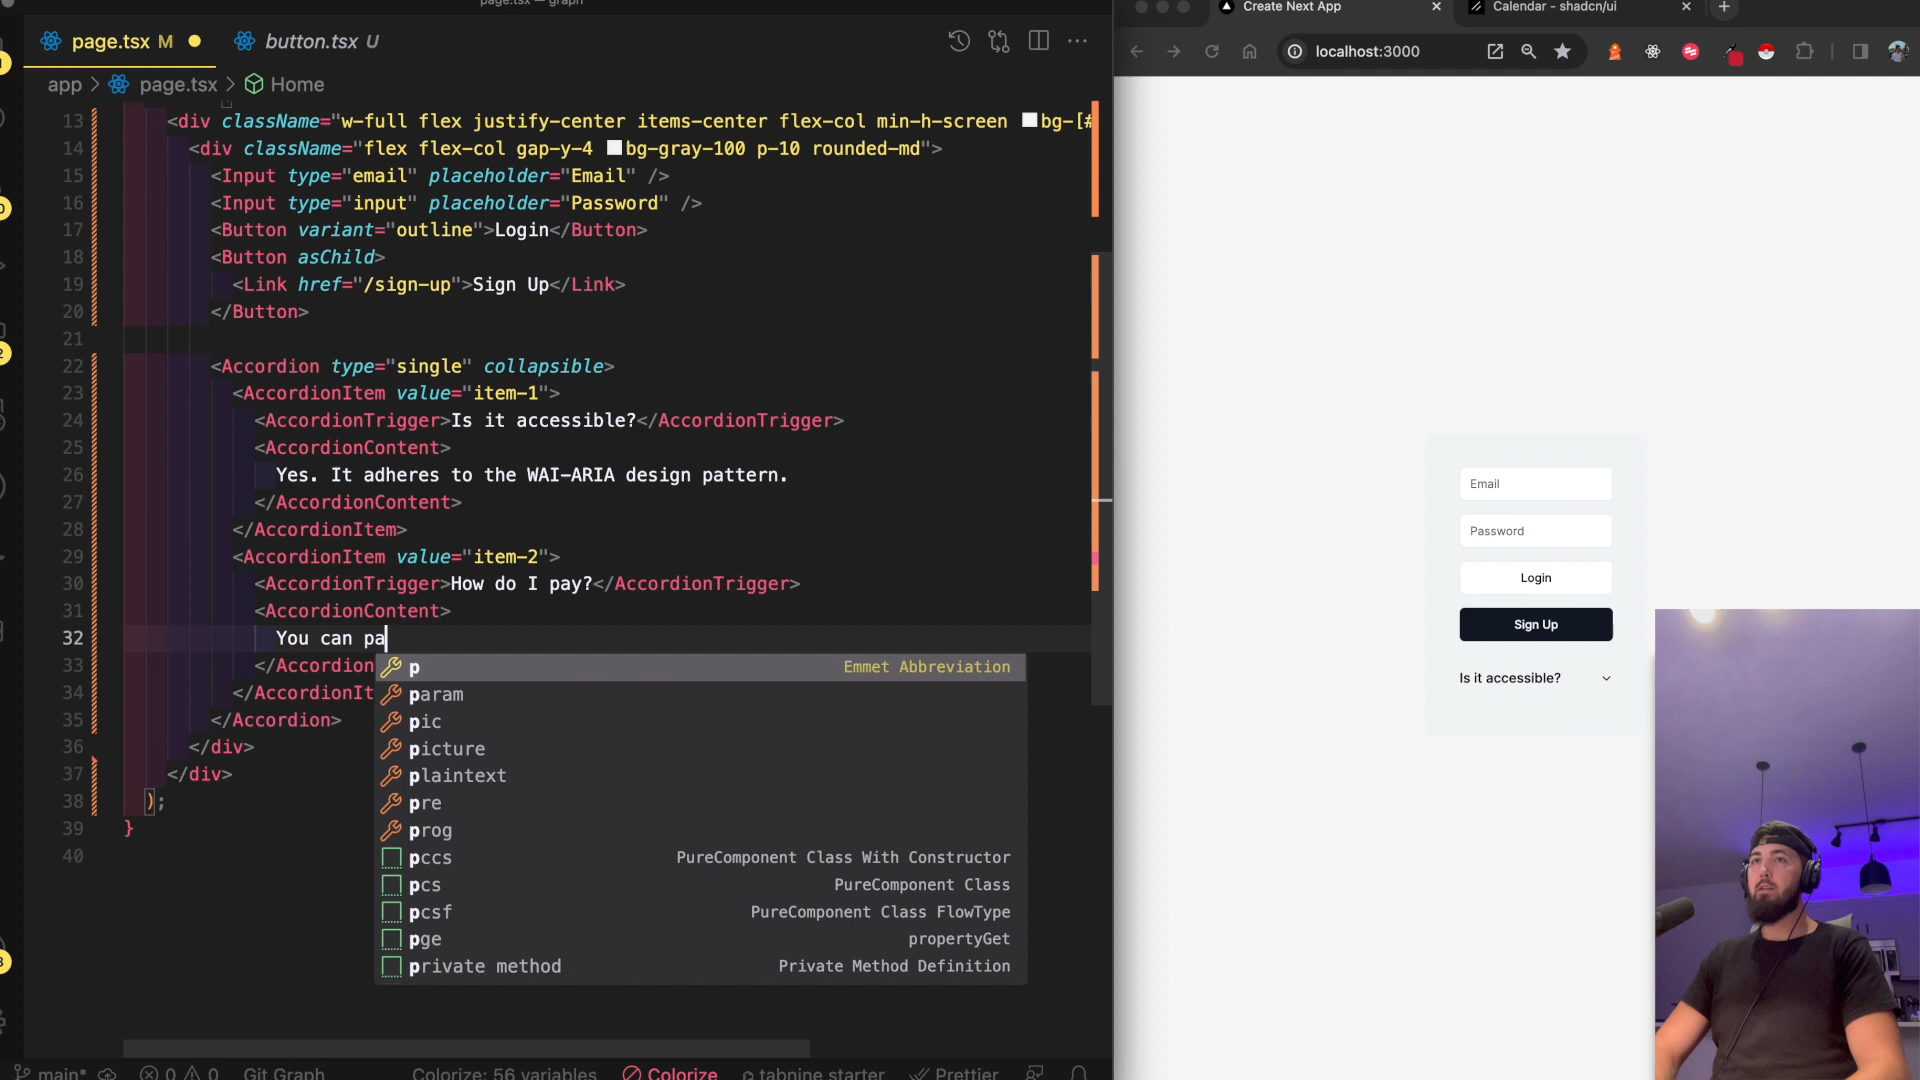 page.tsx — graph
page.tsx M
button.tsx U
app > page.tsx > Home
13 <div className="w-full flex justify-center items-center flex-col min-h-screen bg-[#
14 <div className="flex flex-col gap-y-4 bg-gray-100 p-10 rounded-md">
15 <Input type="email" placeholder="Email" />
16 <Input type="input" placeholder="Password" />
17 <Button variant="outline">Login</Button>
18 <Button asChild>
19 <Link href="/sign-up">Sign Up</Link>
20 </Button>
21
22 <Accordion type="single" collapsible>
23 <AccordionItem value="item-1">
24 <AccordionTrigger>Is it accessible?</AccordionTrigger>
25 <AccordionContent>
26 Yes. It adheres to the WAI-ARIA design pattern.
27 </AccordionContent>
28 </AccordionItem>
29 <AccordionItem value="item-2">
30 <AccordionTrigger>How do I pay?</AccordionTrigger>
31 <AccordionContent>
32 You can pa
33 </Accordion
34 </AccordionIt
35 </Accordion>
36 </div>
37 </div>
38 );
39 }
40
p Emmet Abbreviation
param
pic
picture
plaintext
pre
prog
pccs PureComponent Class With Constructor
pcs PureComponent Class
pcsf PureComponent Class FlowType
pge propertyGet
private method Private Method Definition
main* 0 0 Git Graph Colorize: 56 variables Colorize tabnine starter Prettier
Create Next App
Calendar - shadcn/ui
localhost:3000
Email
Password
Login
Sign Up
Is it accessible?